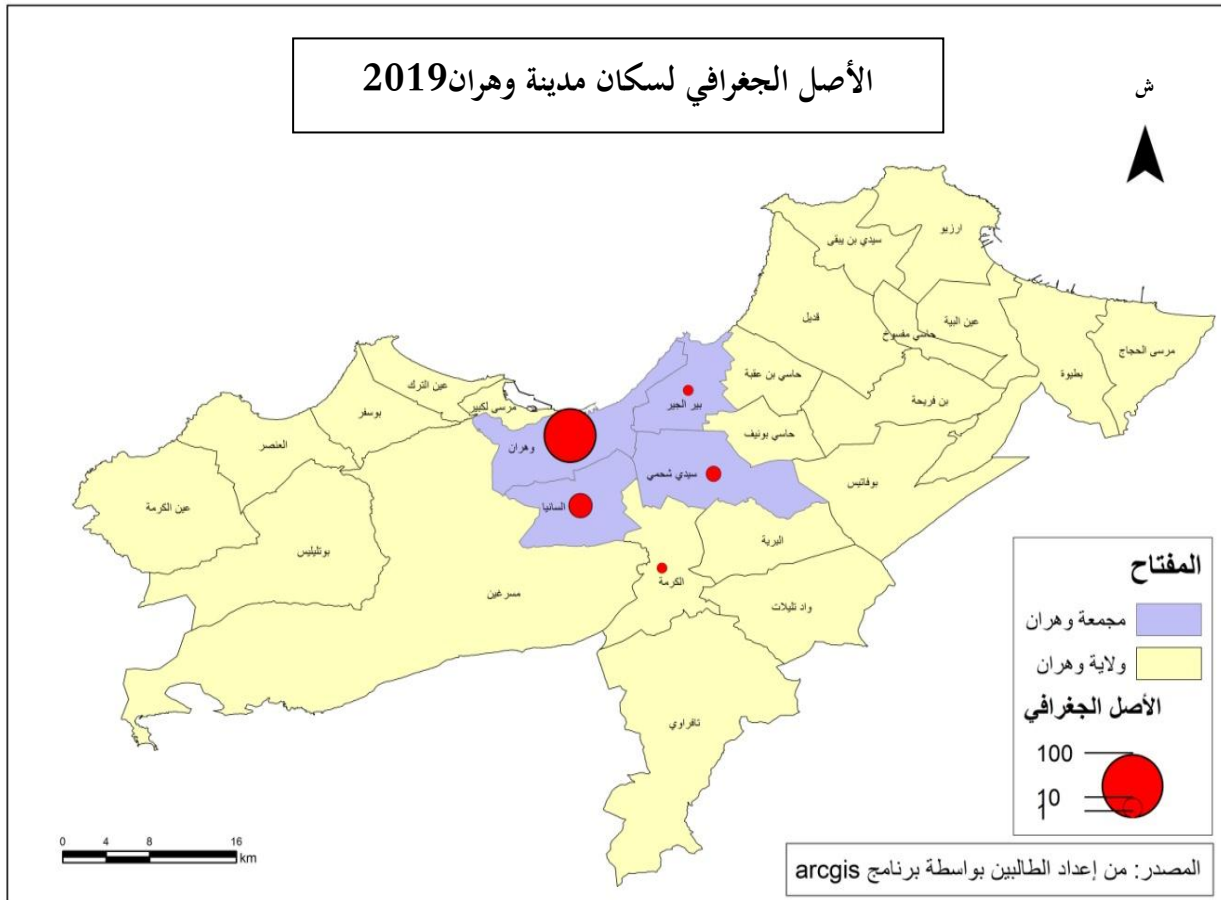 الأصل الجغرافي لسكان مدينة وهران2019
ش
ارزيو
سيدي بن يبقى
قديل
عين البية
حاسي مفسوخ
مرسى الحجاج
بطيوة
حاسي بن عقبة
بن فريحة
عين الترك
مرسى لكبير
بوسفر
بير الجير
حاسي بونيف
العنصر
وهران
سيدي شحمي
بوفاتيس
السانيا
عين الكرمة
البرية
بوتليليس
الكرمة
مسرغين
واد تليلات
تافراوي
المفتاح
مجمعة وهران
ولاية وهران
الأصل الجغرافي
100
10
1
0 4 8 16
km
المصدر: من إعداد الطالبين بواسطة برنامج arcgis